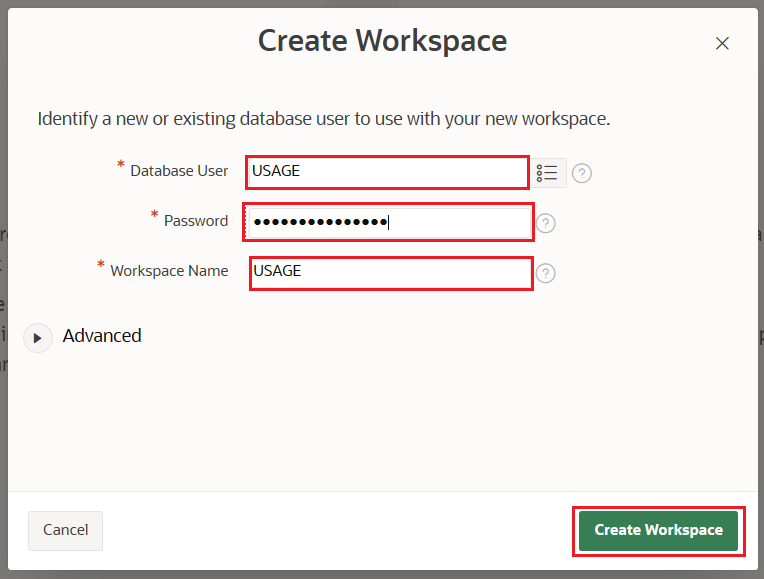 Create Workspace
Identify a new or existing database user to use with your new workspace.
* Database User USAGE ?
* Password ●●●●●●●●●●●●●●● ?
* Workspace Name USAGE ?
Advanced
Cancel Create Workspace